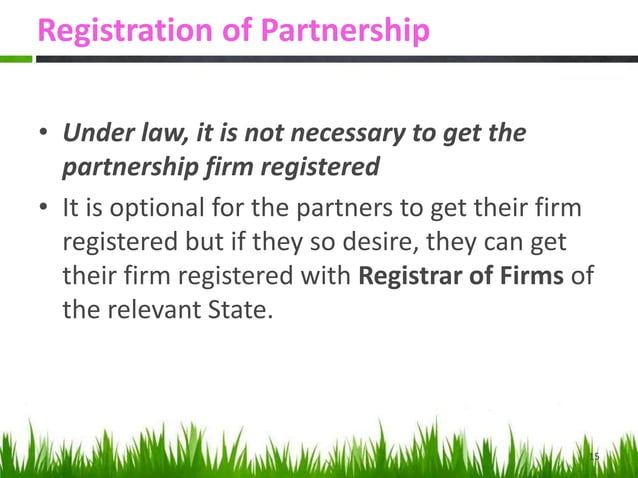 Registration of Partnership
• Under law, it is not necessary to get the
partnership firm registered
• It is optional for the partners to get their firm
registered but if they so desire, they can get
their firm registered with Registrar of Firms of
the relevant State.
15